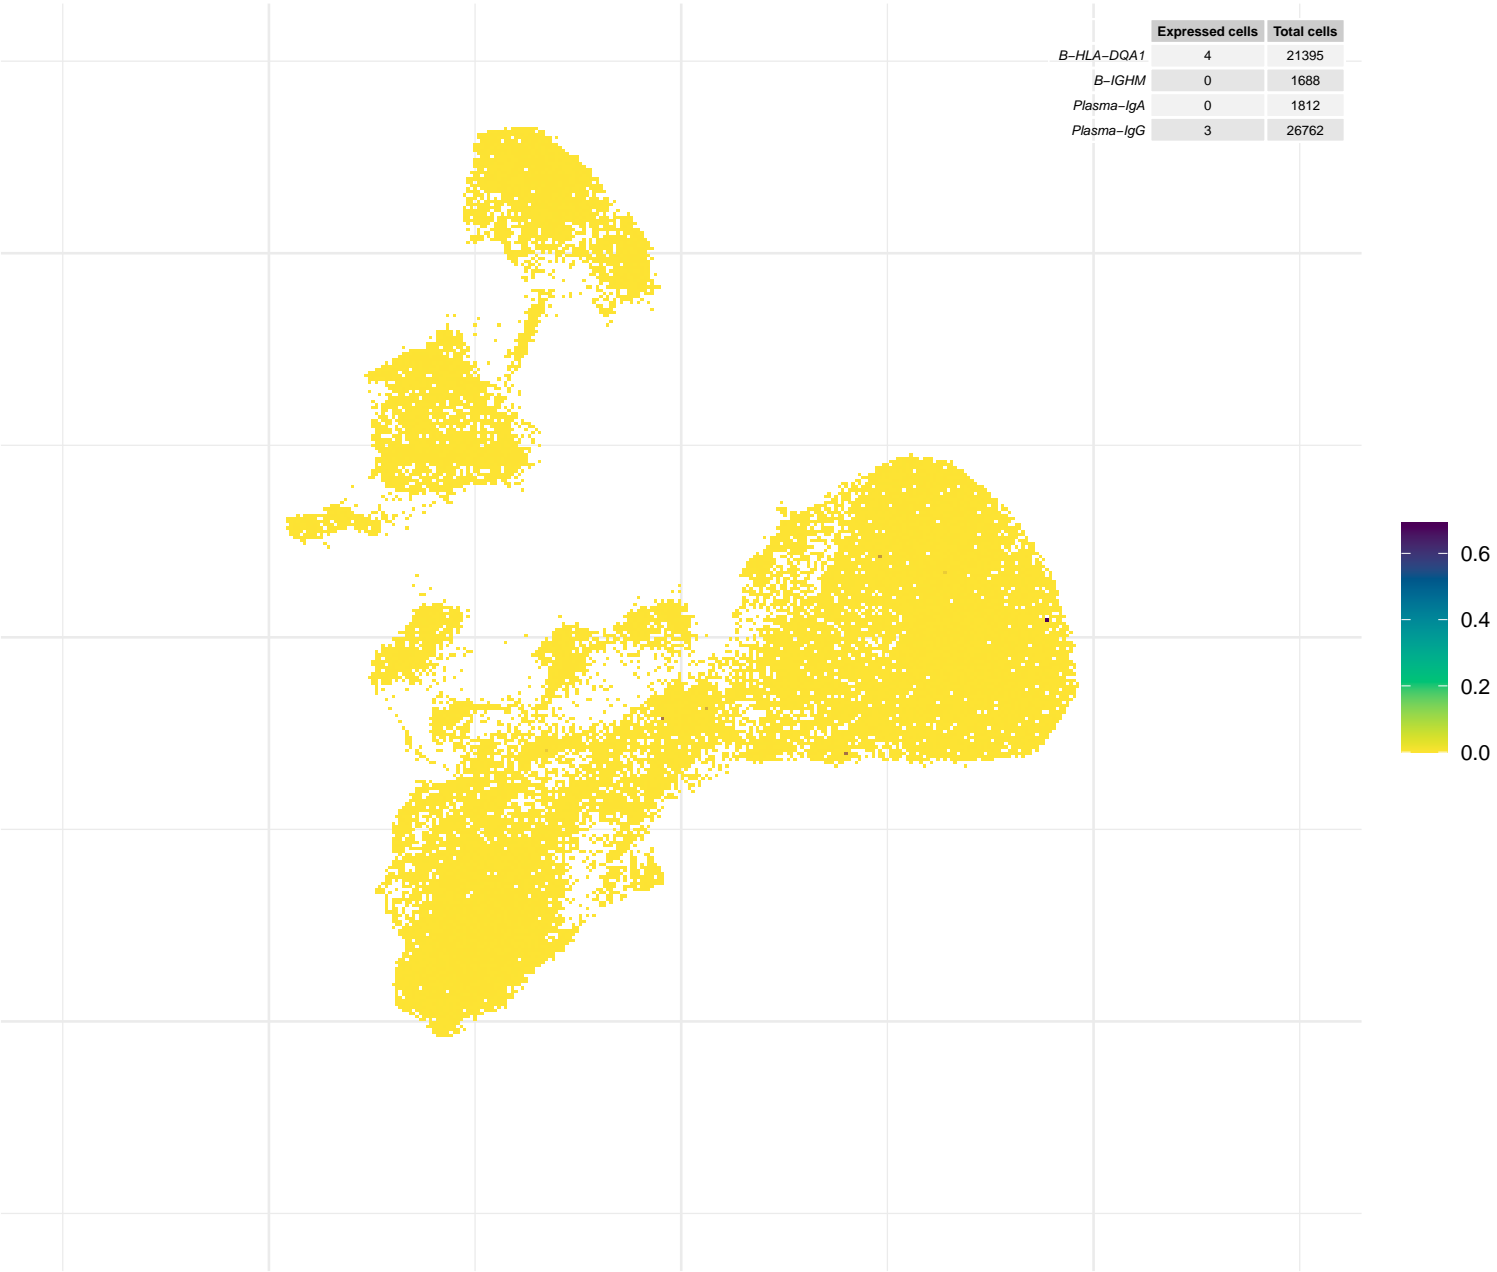 Expressed cells Total cells
B−HLA−DQA1 4 21395
B−IGHM 0 1688
Plasma−IgA 0 1812
Plasma−IgG 3 26762
0.6
0.4
0.2
0.0